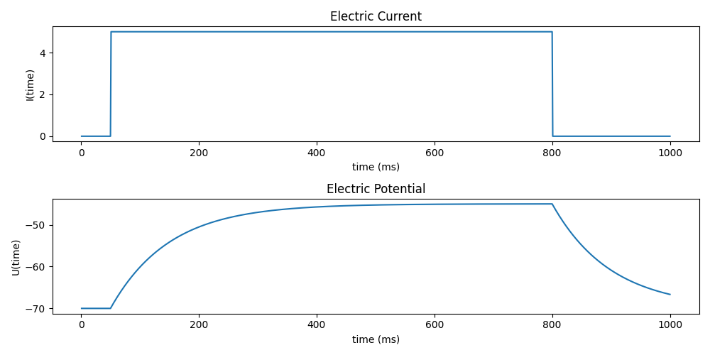 Electric Current
I(time)
4
2
0
0 200 400 600 800 1000
time (ms)
Electric Potential
U(time)
−50
−60
−70
0 200 400 600 800 1000
time (ms)